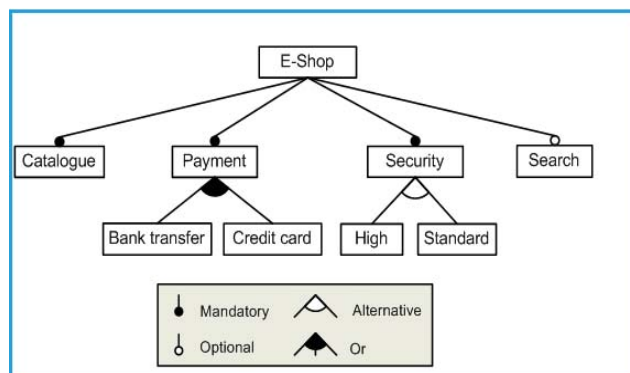 E-Shop
Catalogue
Payment
Security
Search
Bank transfer
Credit card
High
Standard
Mandatory
Alternative
Optional
Or